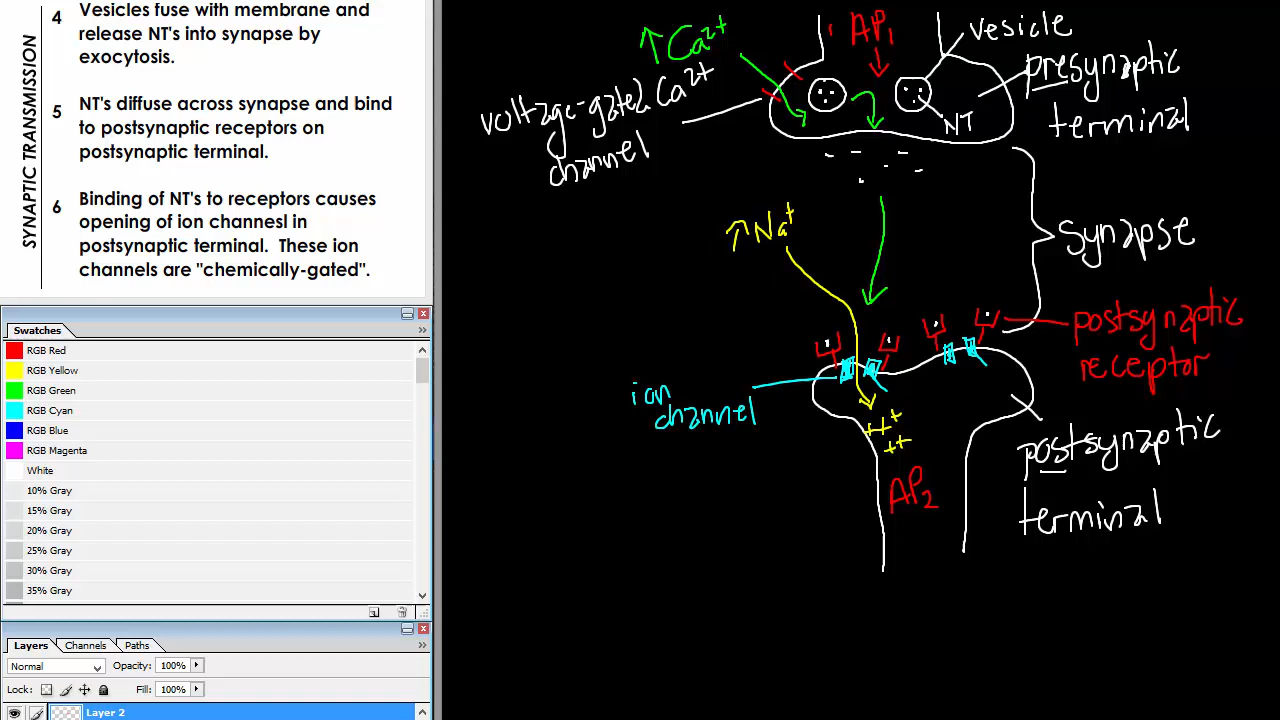 SYNAPTIC TRANSMISSION
4
Vesicles fuse with membrane and
release NT's into synapse by
exocytosis.
5
NT's diffuse across synapse and bind
to postsynaptic receptors on
postsynaptic terminal.
6
Binding of NT's to receptors causes
opening of ion channesl in
postsynaptic terminal. These ion
channels are "chemically-gated".
Swatches
RGB Red
RGB Yellow
RGB Green
RGB Cyan
RGB Blue
RGB Magenta
White
10% Gray
15% Gray
20% Gray
25% Gray
30% Gray
35% Gray
Layers
Channels
Paths
Normal
Opacity: 100%
Lock:
Fill: 100%
Layer 2
↑Ca²⁺
AP₁
vesicle
presynaptic
terminal
NT
voltage-gated Ca²⁺
channel
↑Na⁺
synapse
postsynaptic
receptor
ion
channel
+++
++
AP₂
postsynaptic
terminal